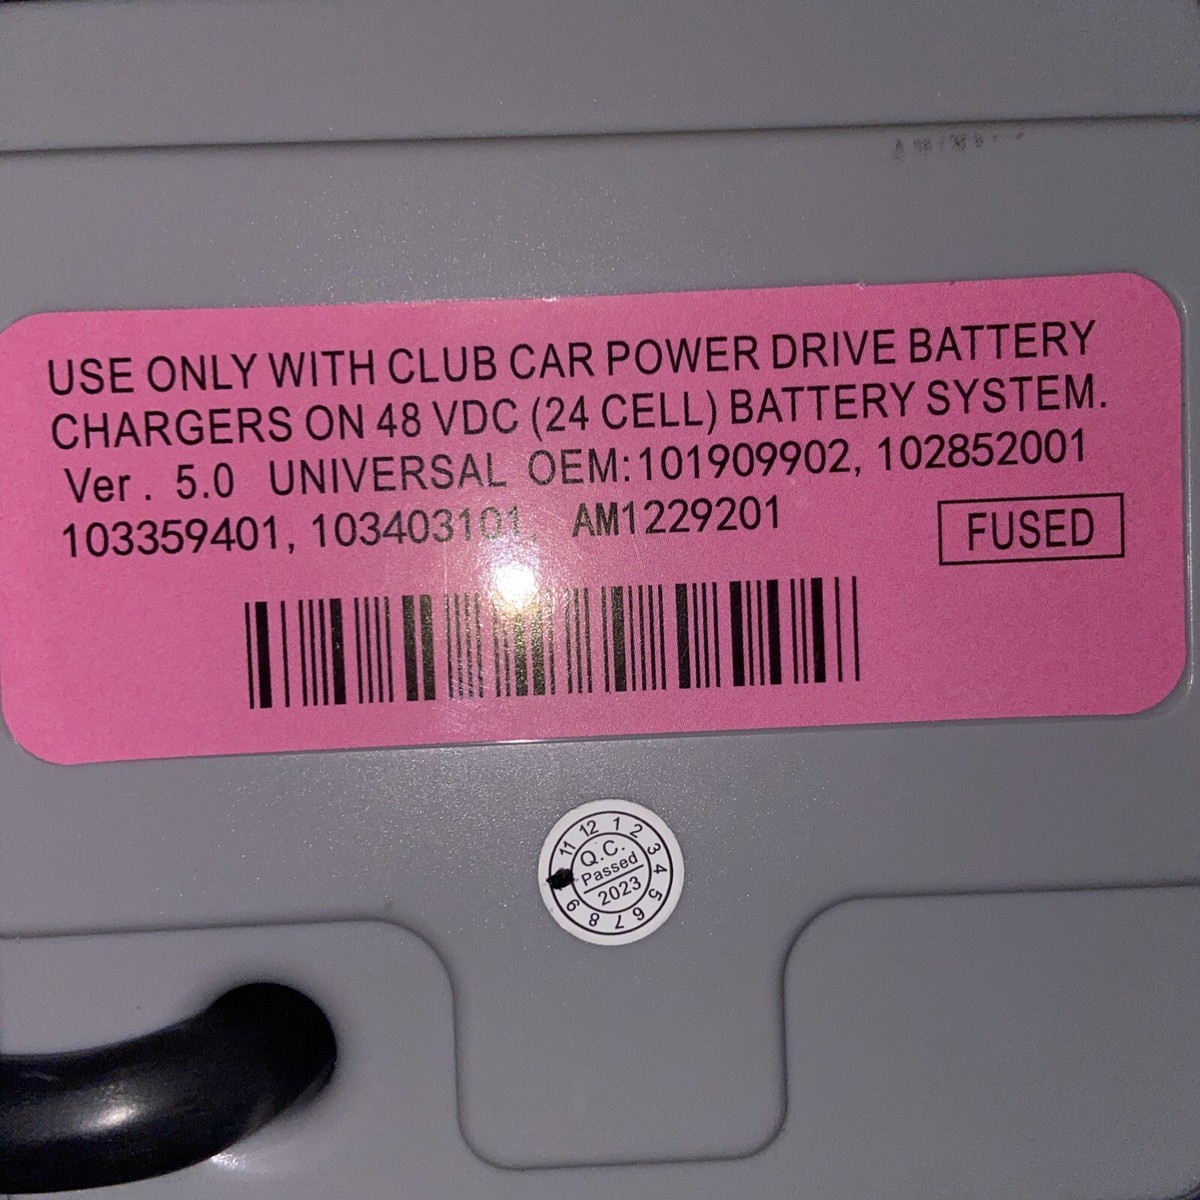 USE ONLY WITH CLUB CAR POWER DRIVE BATTERY
CHARGERS ON 48 VDC (24 CELL) BATTERY SYSTEM.
Ver . 5.0 UNIVERSAL OEM:101909902, 102852001
103359401, 103403101, AM1229201
FUSED
12 1 2 3 4 5 6 7 8 9 11
Q.C.
Passed
2023